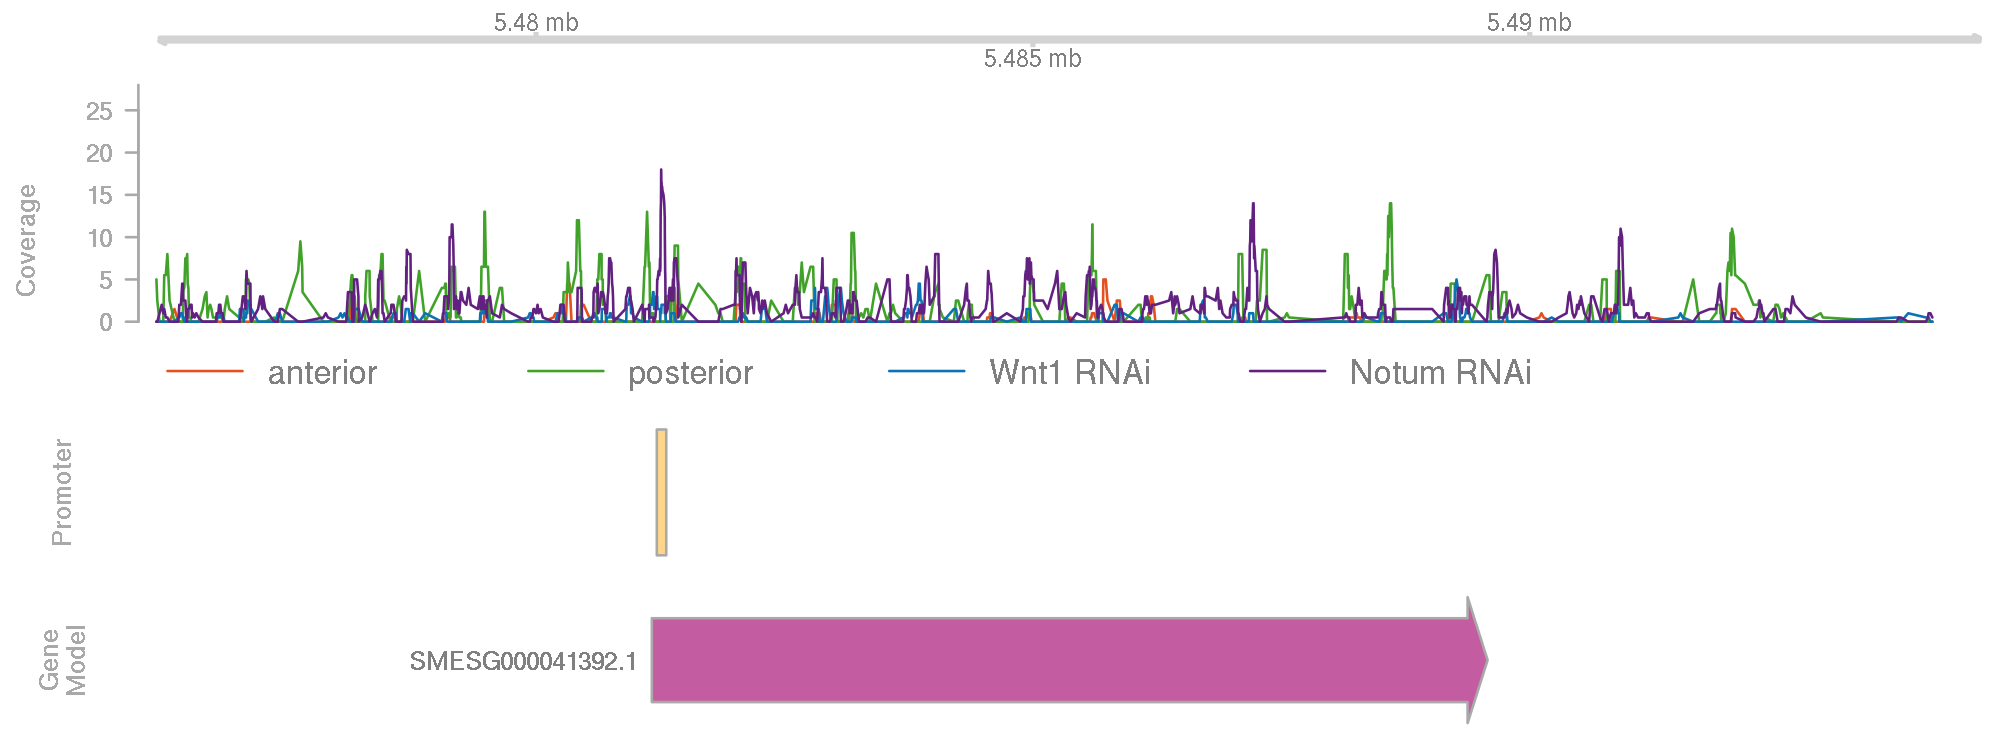 5.48 mb
5.49 mb
5.485 mb
Coverage
25
20
15
10
5
0
anterior
posterior
Wnt1 RNAi
Notum RNAi
Promoter
Gene
Model
SMESG000041392.1